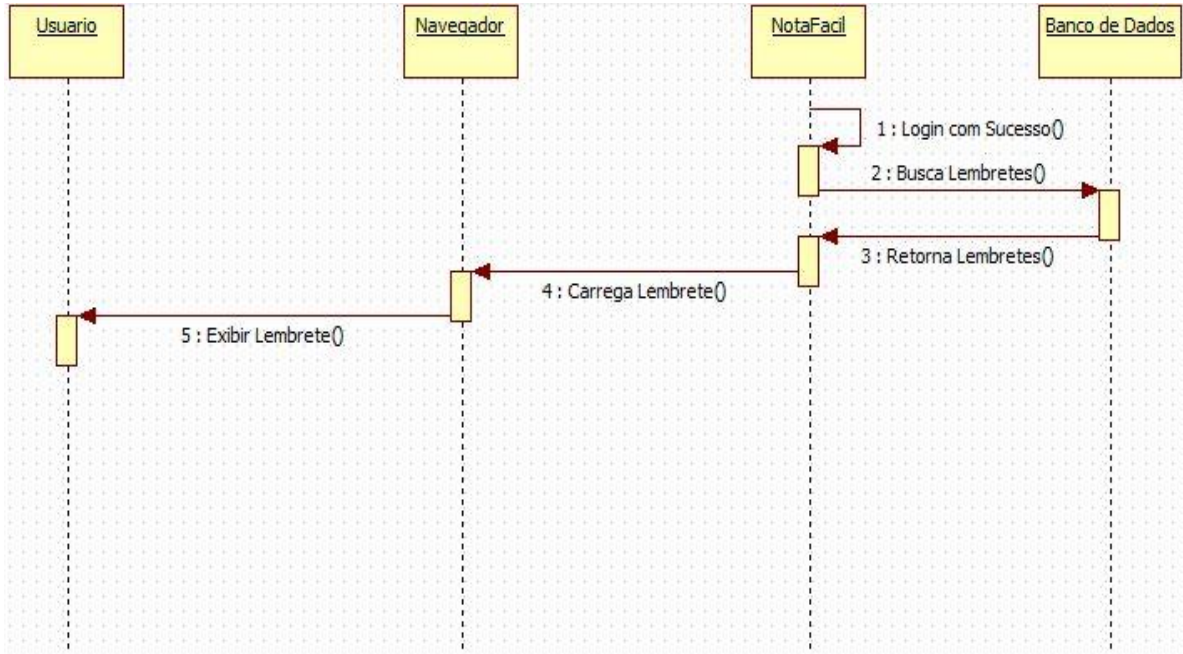 Usuario
Navegador
NotaFacil
Banco de Dados
1 : Login com Sucesso()
2 : Busca Lembretes()
3 : Retorna Lembretes()
4 : Carrega Lembrete()
5 : Exibir Lembrete()